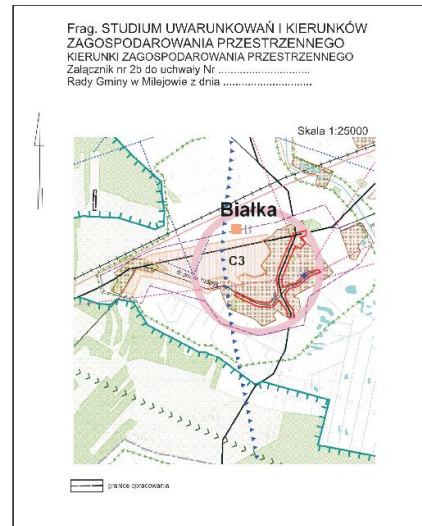 Frag. STUDIUM UWARUNKOWAŃ I KIERUNKÓW
ZAGOSPODAROWANIA PRZESTRZENNEGO
KIERUNKI ZAGOSPODAROWANIA PRZESTRZENNEGO
Załącznik nr 2b do uchwały Nr ..............................
Rady Gminy w Milejowie z dnia .............................
Skala 1:25000
Białka
B
C3
granice opracowania